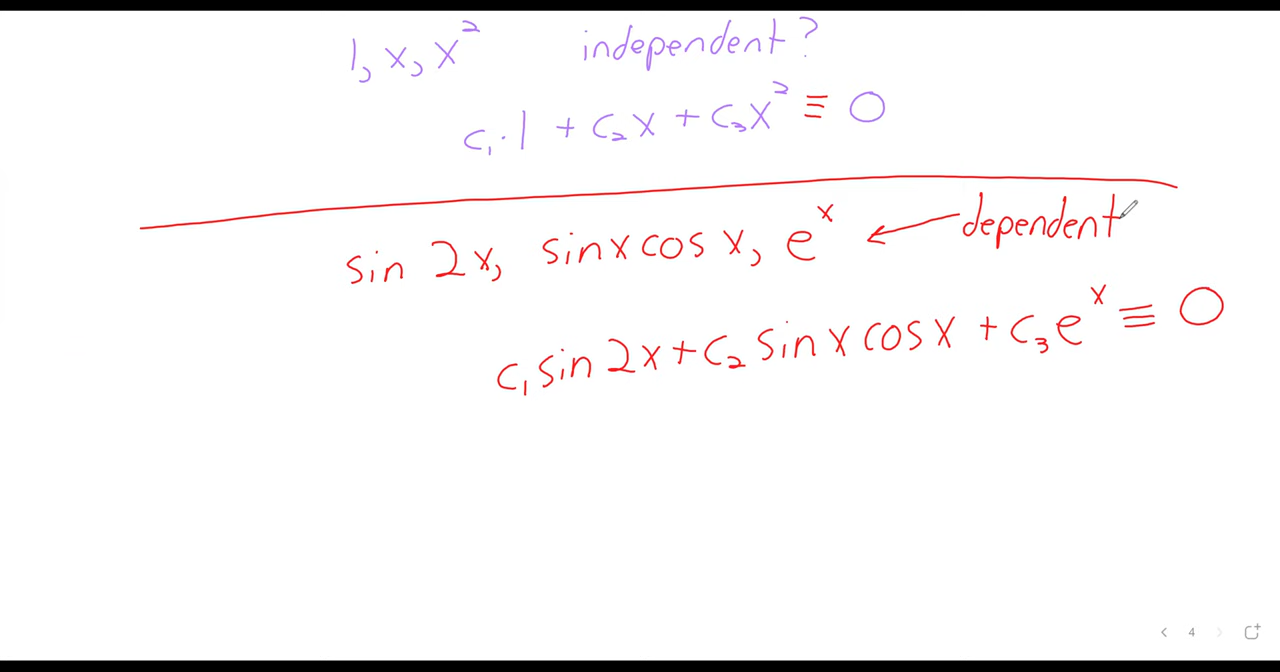 1, x, x² independent?
c₁·1 + c₂x + c₃x² ≡ 0
sin 2x, sinx cos x, eˣ ← dependent
c₁ sin 2x + c₂ sin x cos x + c₃eˣ ≡ 0
< 4 >